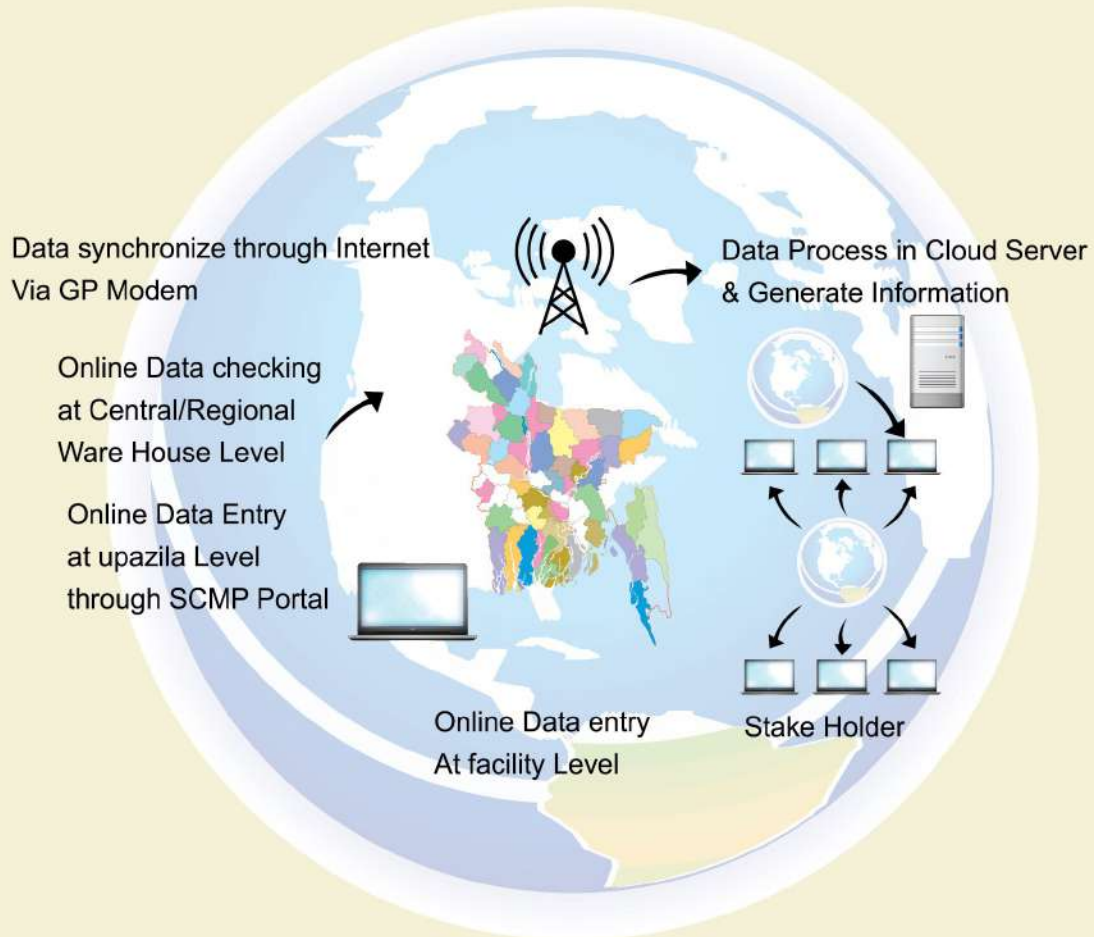 Data synchronize through Internet
Via GP Modem
Data Process in Cloud Server
& Generate Information
Online Data checking
at Central/Regional
Ware House Level
Online Data Entry
at upazila Level
through SCMP Portal
Online Data entry
At facility Level
Stake Holder